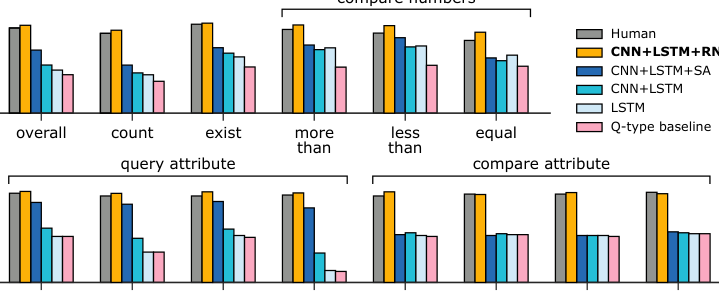 compare numbers
Human
CNN+LSTM+RN
CNN+LSTM+SA
CNN+LSTM
LSTM
Q-type baseline
overall
count
exist
more than
less than
equal
query attribute
compare attribute